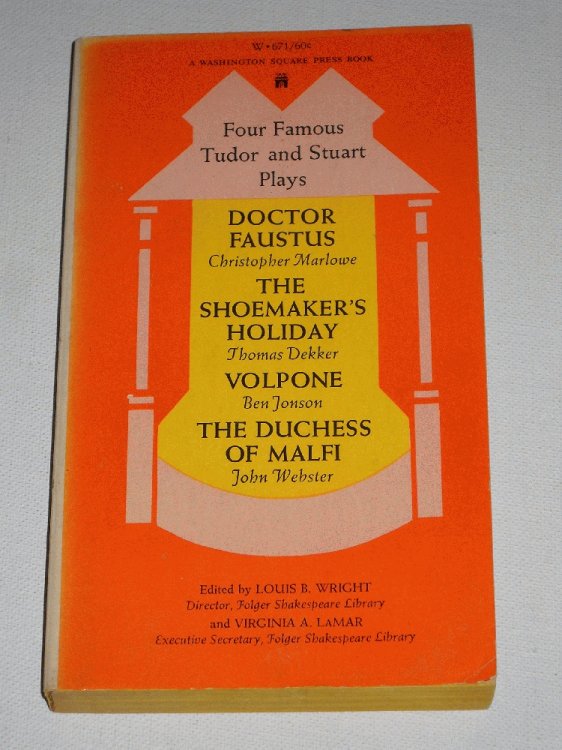 W•671/60¢
A WASHINGTON SQUARE PRESS BOOK
Four Famous
Tudor and Stuart
Plays
DOCTOR
FAUSTUS
Christopher Marlowe
THE
SHOEMAKER'S
HOLIDAY
Thomas Dekker
VOLPONE
Ben Jonson
THE DUCHESS
OF MALFI
John Webster
Edited by LOUIS B. WRIGHT
Director, Folger Shakespeare Library
and VIRGINIA A. LaMAR
Executive Secretary, Folger Shakespeare Library